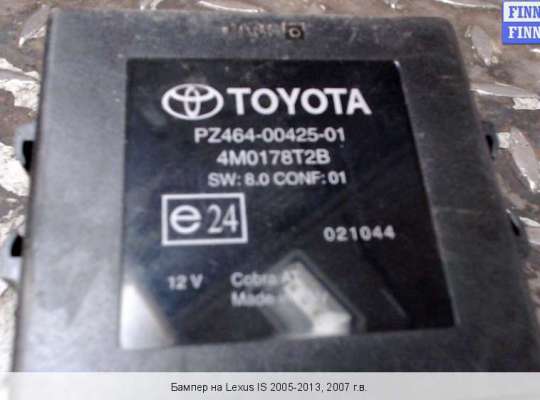 FINN
FINN
TOYOTA
PZ464-00425-01
4M0178T2B
SW: 8.0 CONF: 01
e24
021044
12 V Cobra
Made
Бампер на Lexus IS 2005-2013, 2007 г.в.